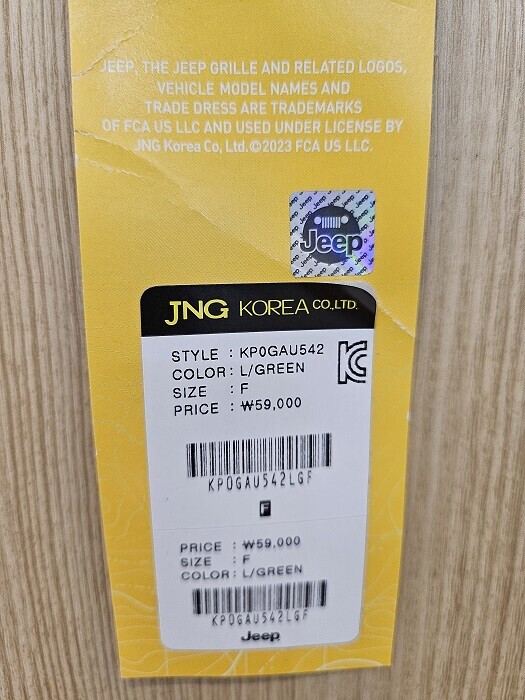 JEEP, THE JEEP GRILLE AND RELATED LOGOS,
VEHICLE MODEL NAMES AND
TRADE DRESS ARE TRADEMARKS
OF FCA US LLC AND USED UNDER LICENSE BY
JNG Korea Co, Ltd.©2023 FCA US LLC.
Jeep
JNG KOREA CO.,LTD.
STYLE : KP0GAU542
COLOR : L/GREEN
SIZE : F
PRICE : ₩59,000
KP0GAU542LGF
F
PRICE : ₩59,000
SIZE : F
COLOR : L/GREEN
KP0GAU542LGF
Jeep